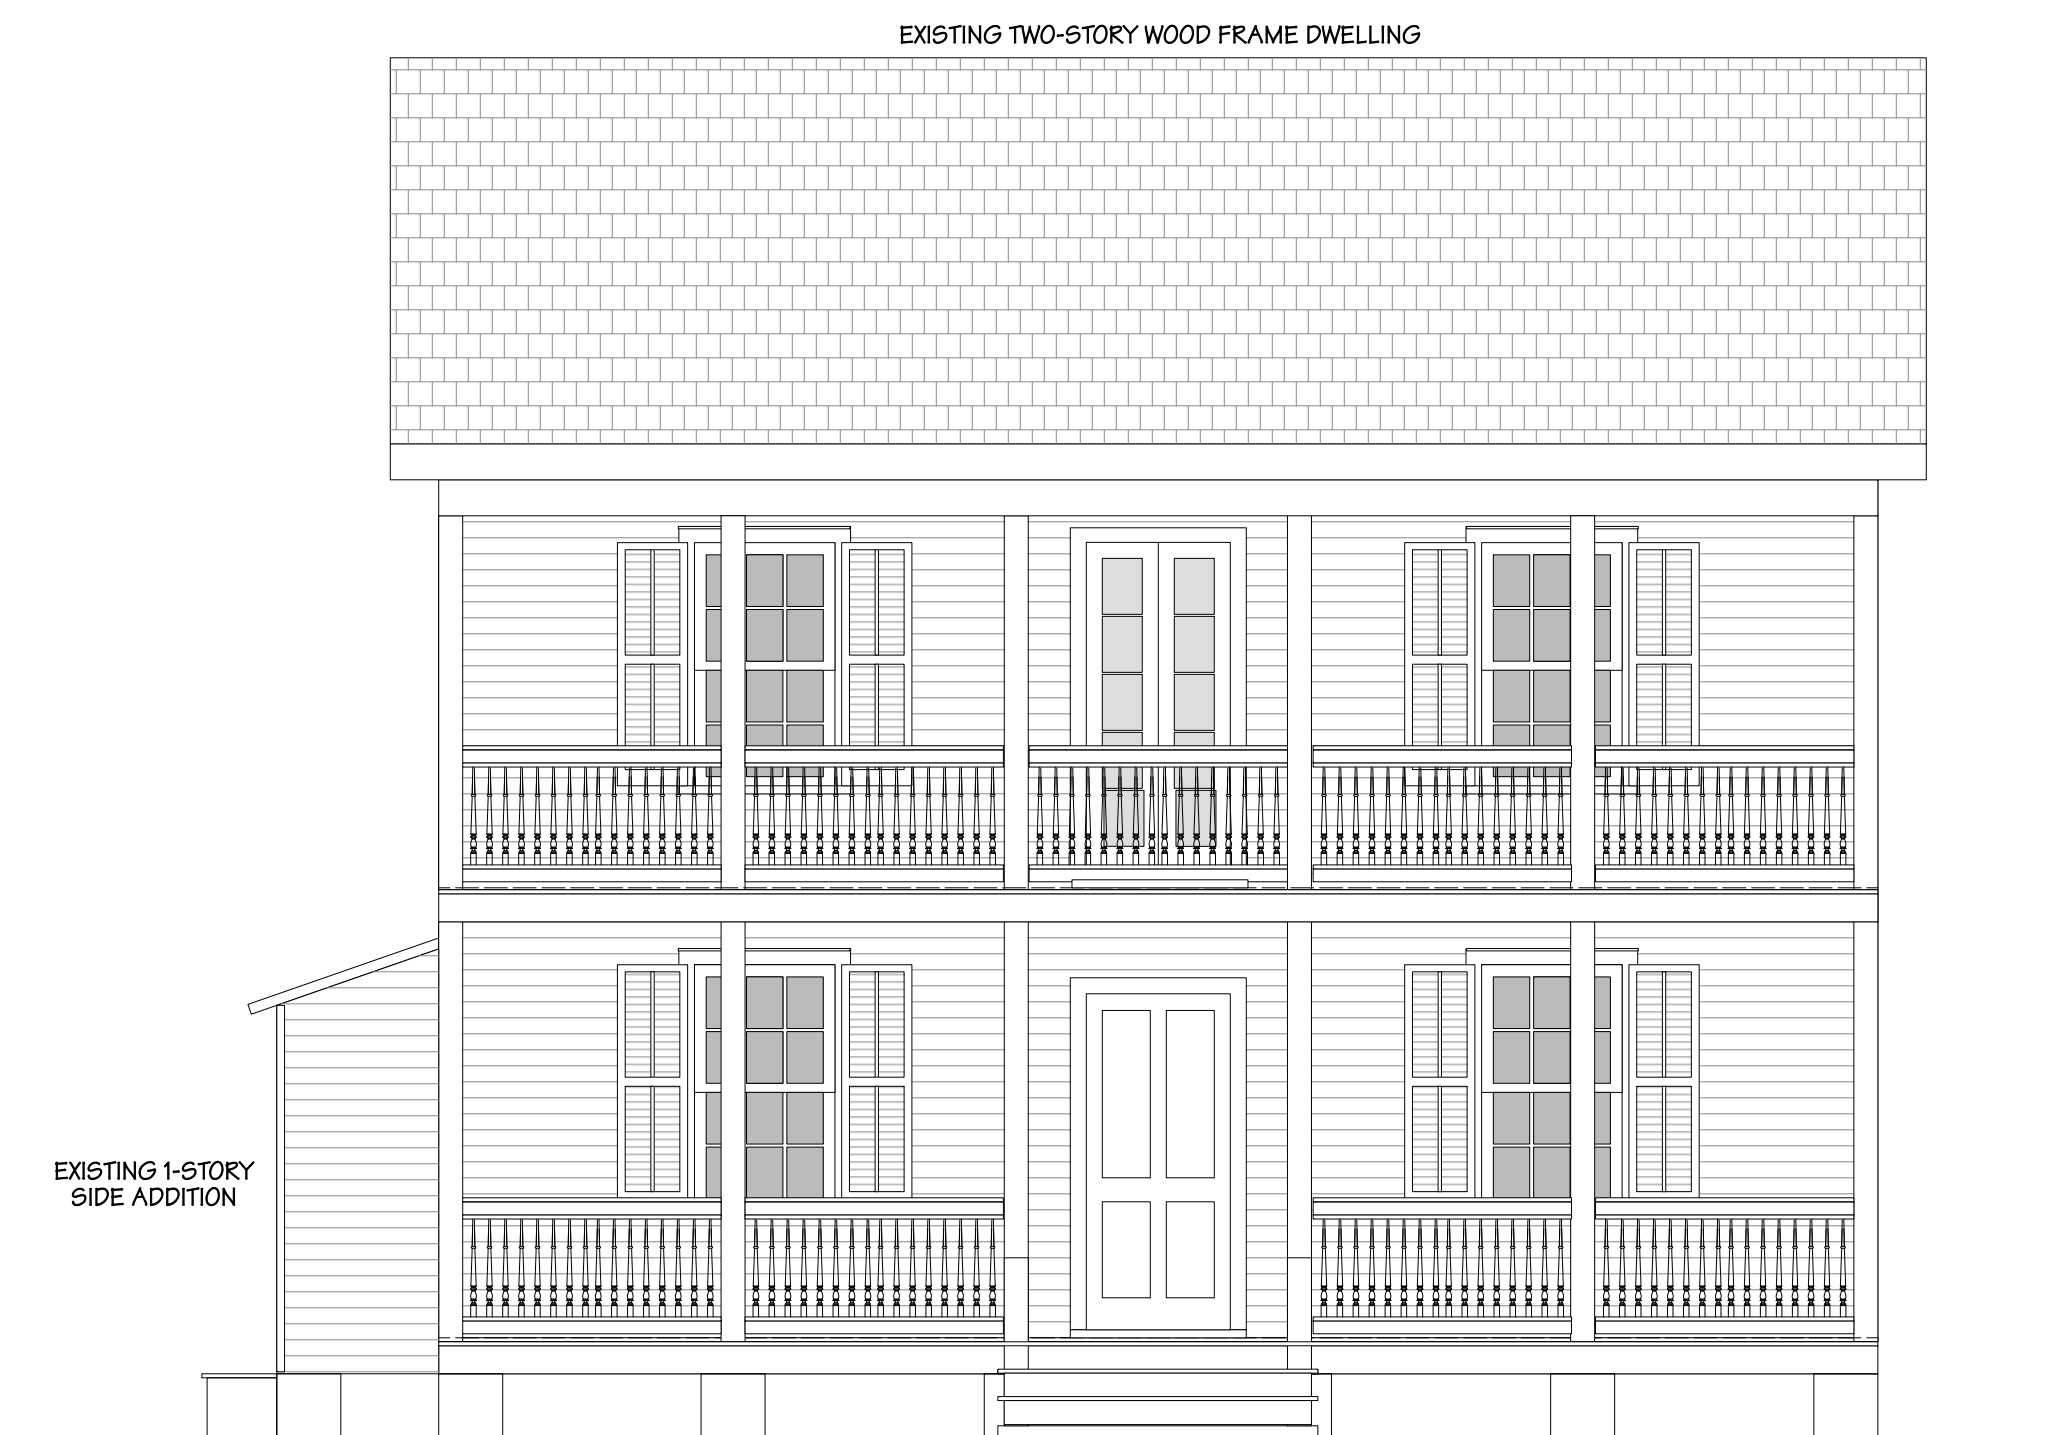 EXISTING TWO-STORY WOOD FRAME DWELLING
EXISTING 1-STORY
SIDE ADDITION